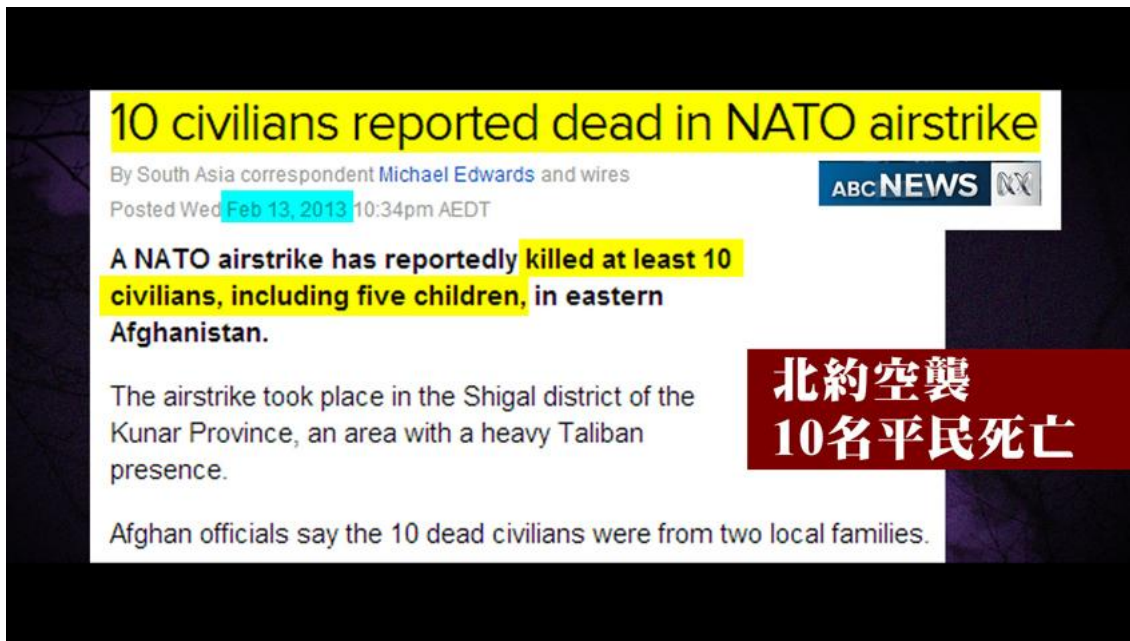 10 civilians reported dead in NATO airstrike
By South Asia correspondent Michael Edwards and wires
ABC NEWS
Posted Wed Feb 13, 2013 10:34pm AEDT
A NATO airstrike has reportedly killed at least 10
civilians, including five children, in eastern
Afghanistan.
The airstrike took place in the Shigal district of the
Kunar Province, an area with a heavy Taliban
presence.
Afghan officials say the 10 dead civilians were from two local families.
北約空襲
10名平民死亡